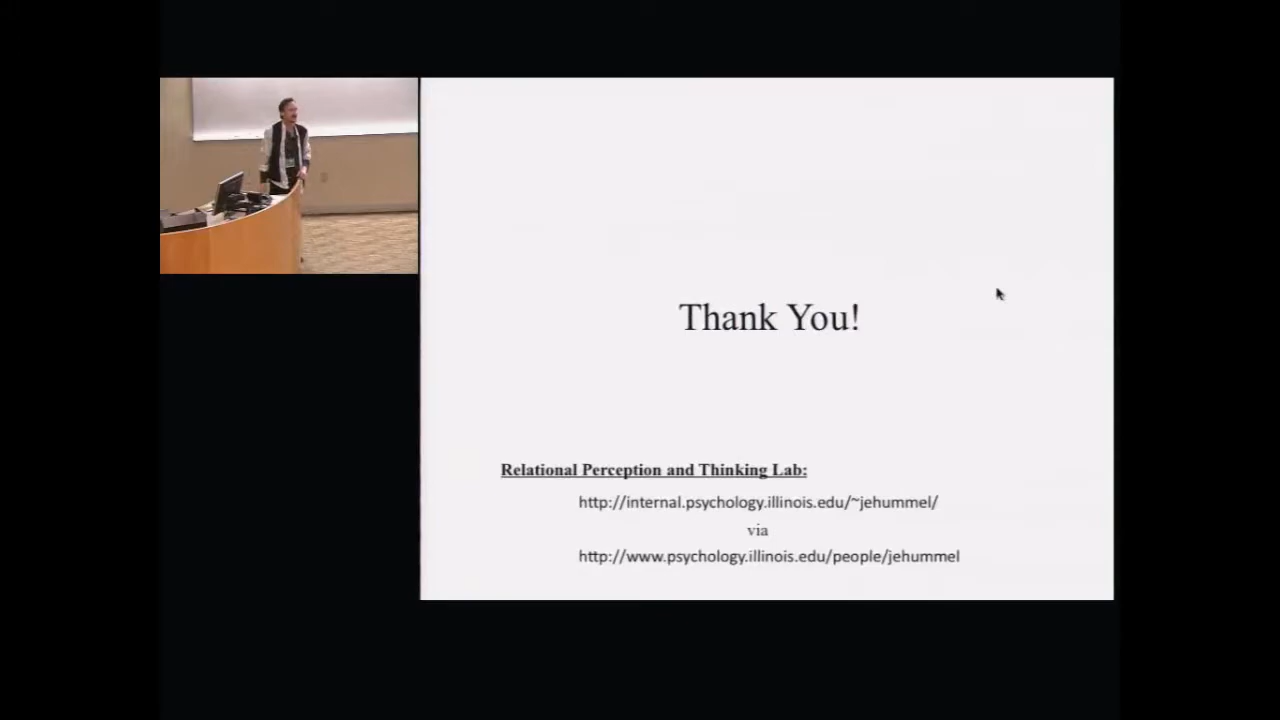 Thank You!
Relational Perception and Thinking Lab:
http://internal.psychology.illinois.edu/~jehummel/
via
http://www.psychology.illinois.edu/people/jehummel